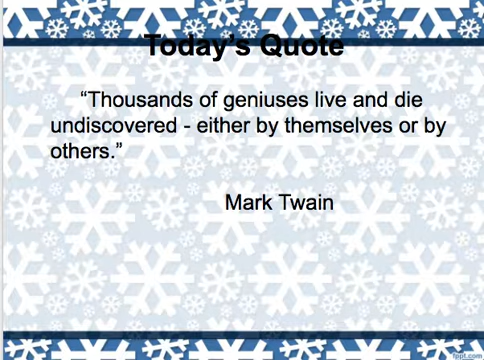 Today's Quote
“Thousands of geniuses live and die
undiscovered - either by themselves or by
others.”
Mark Twain
fppt.com